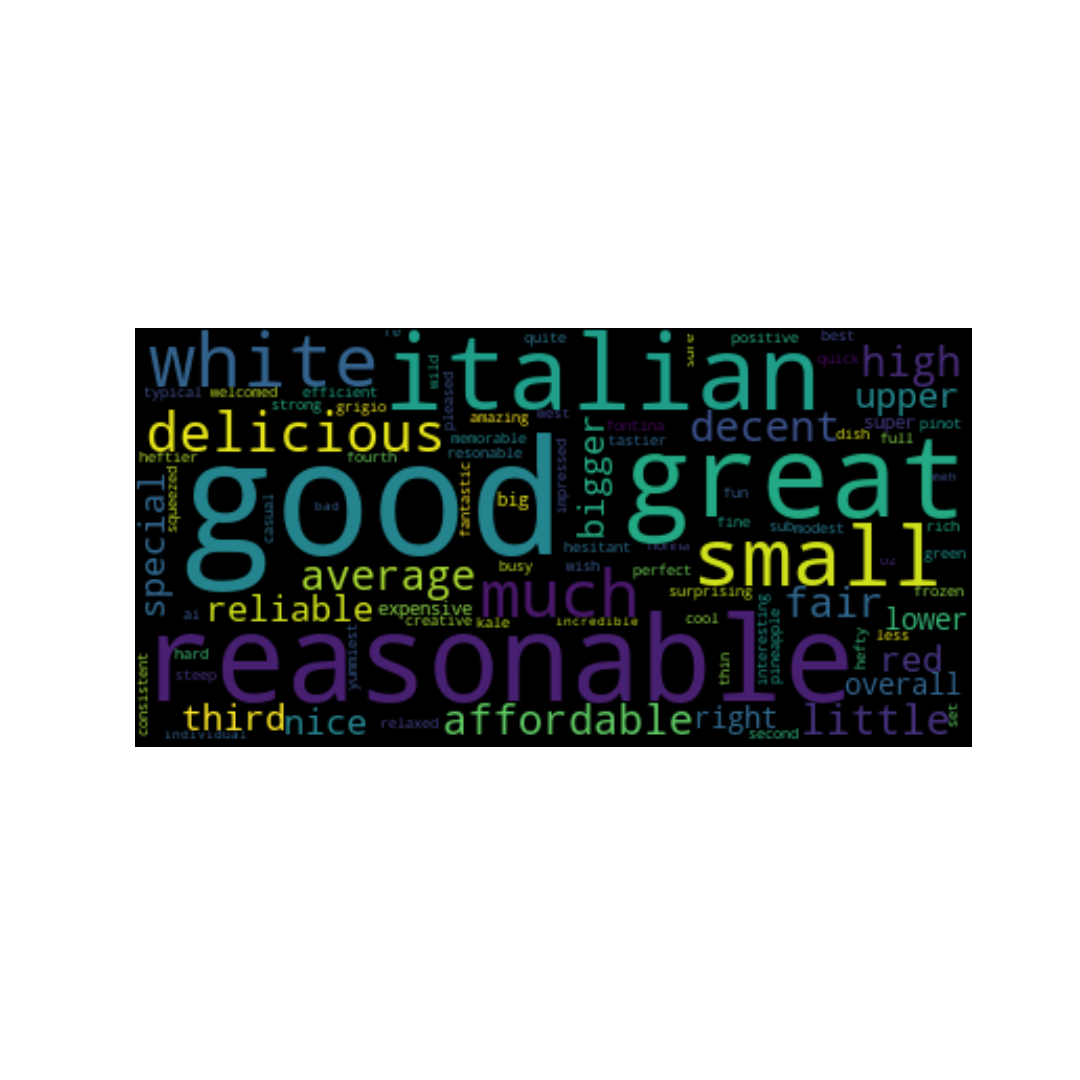 re
quite
sure
positive
best
white
italian
wild
quick
high
typical
welcomed
efficient
pleased
upper
strong
grigio
amazing
west
fontina
decent
super
pinot
delicious
memorable
tastier
dish
full
heftier
fourth
resonable
good
bigger
great
meh
squeezed
special
casual
bad
fantastic
big
impressed
fun
fine
sub
modest
rich
hesitant
nonna
small
green
oz
average
busy
wish
perfect
much
surprising
fair
frozen
ai
reliable
expensive
creative
kale
incredible
cool
lower
less
reasonable
hard
steep
yummiest
thin
interesting
pineapple
hefty
red
overall
consistent
third
nice
relaxed
affordable
right
little
set
individual
second